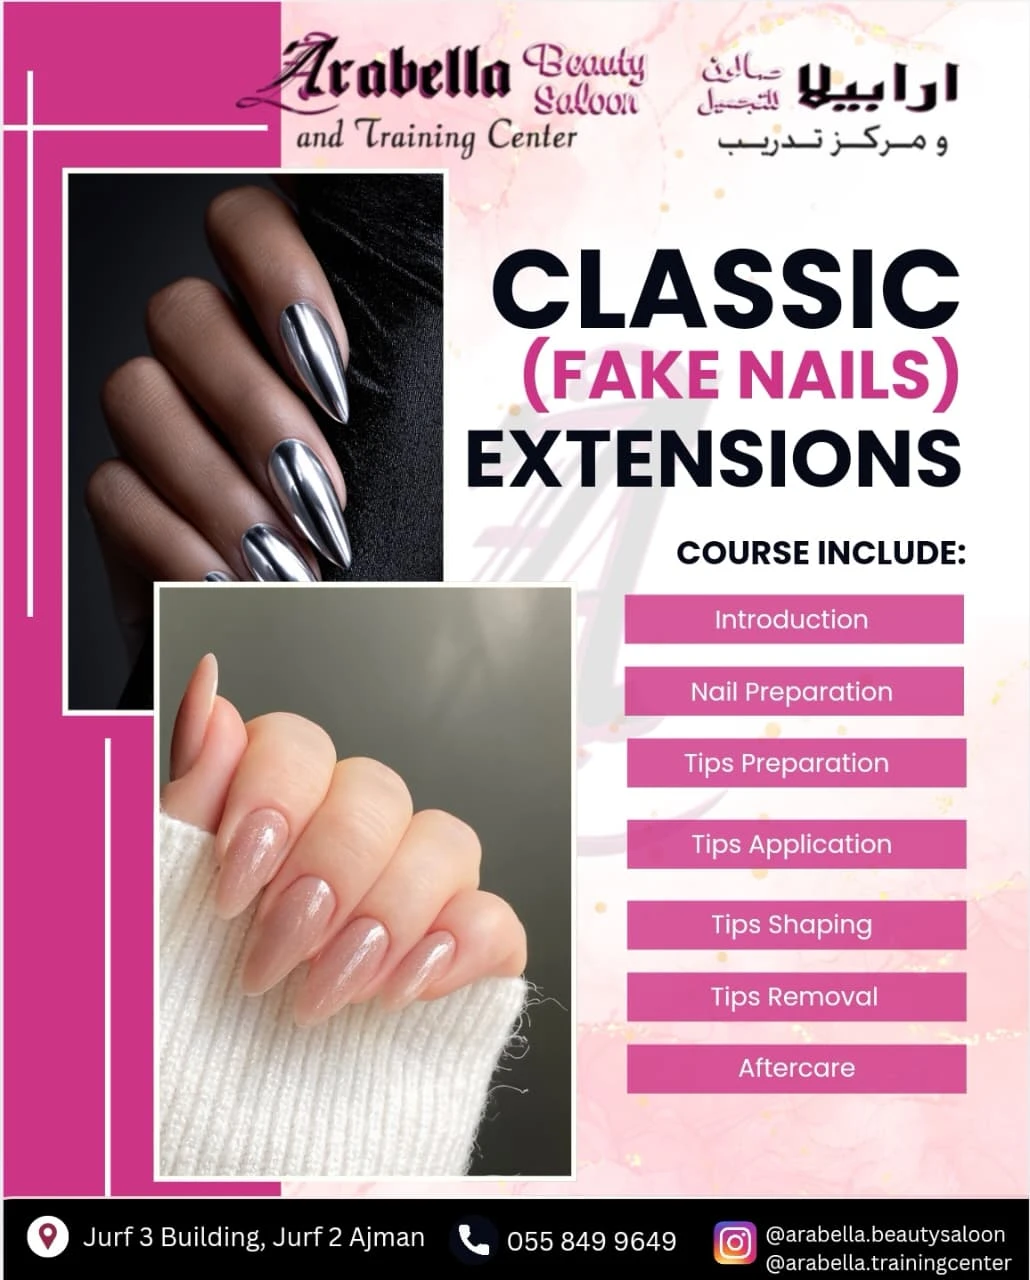 Arabella Beauty Saloon
and Training Center
ارابيلا صالون للتجميل
و مركز تدريب
CLASSIC
(FAKE NAILS)
EXTENSIONS
COURSE INCLUDE:
Introduction
Nail Preparation
Tips Preparation
Tips Application
Tips Shaping
Tips Removal
Aftercare
Jurf 3 Building, Jurf 2 Ajman
055 849 9649
@arabella.beautysaloon
@arabella.trainingcenter